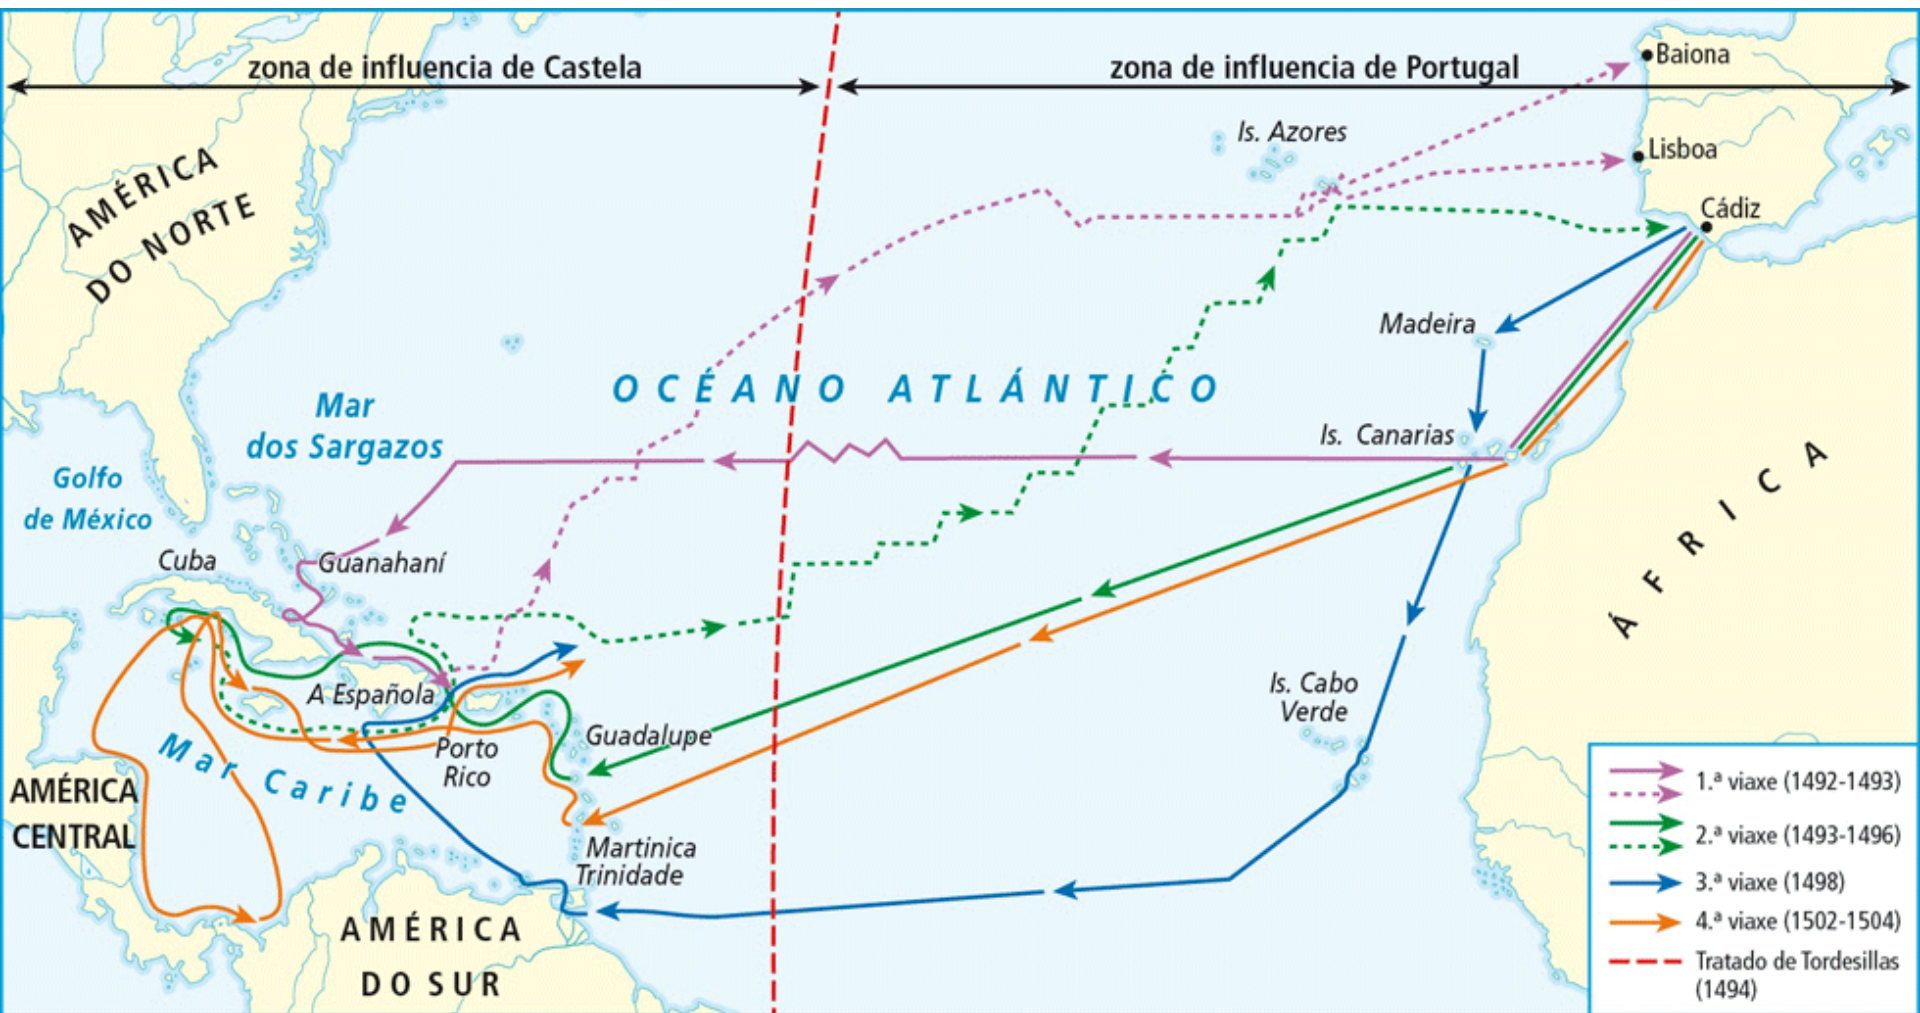 zona de influencia de Castela
zona de influencia de Portugal
Baiona
Is. Azores
Lisboa
AMÉRICA
DO NORTE
Cádiz
Madeira
OCÉANO ATLÁNTICO
Mar
dos Sargazos
Is. Canarias
Golfo
de México
ÁFRICA
Cuba
Guanahaní
A Española
Is. Cabo
Verde
Guadalupe
Porto
Rico
Mar Caribe
AMÉRICA
CENTRAL
Martinica
Trinidade
AMÉRICA
DO SUR
1.ª viaxe (1492-1493)
2.ª viaxe (1493-1496)
3.ª viaxe (1498)
4.ª viaxe (1502-1504)
Tratado de Tordesillas
(1494)